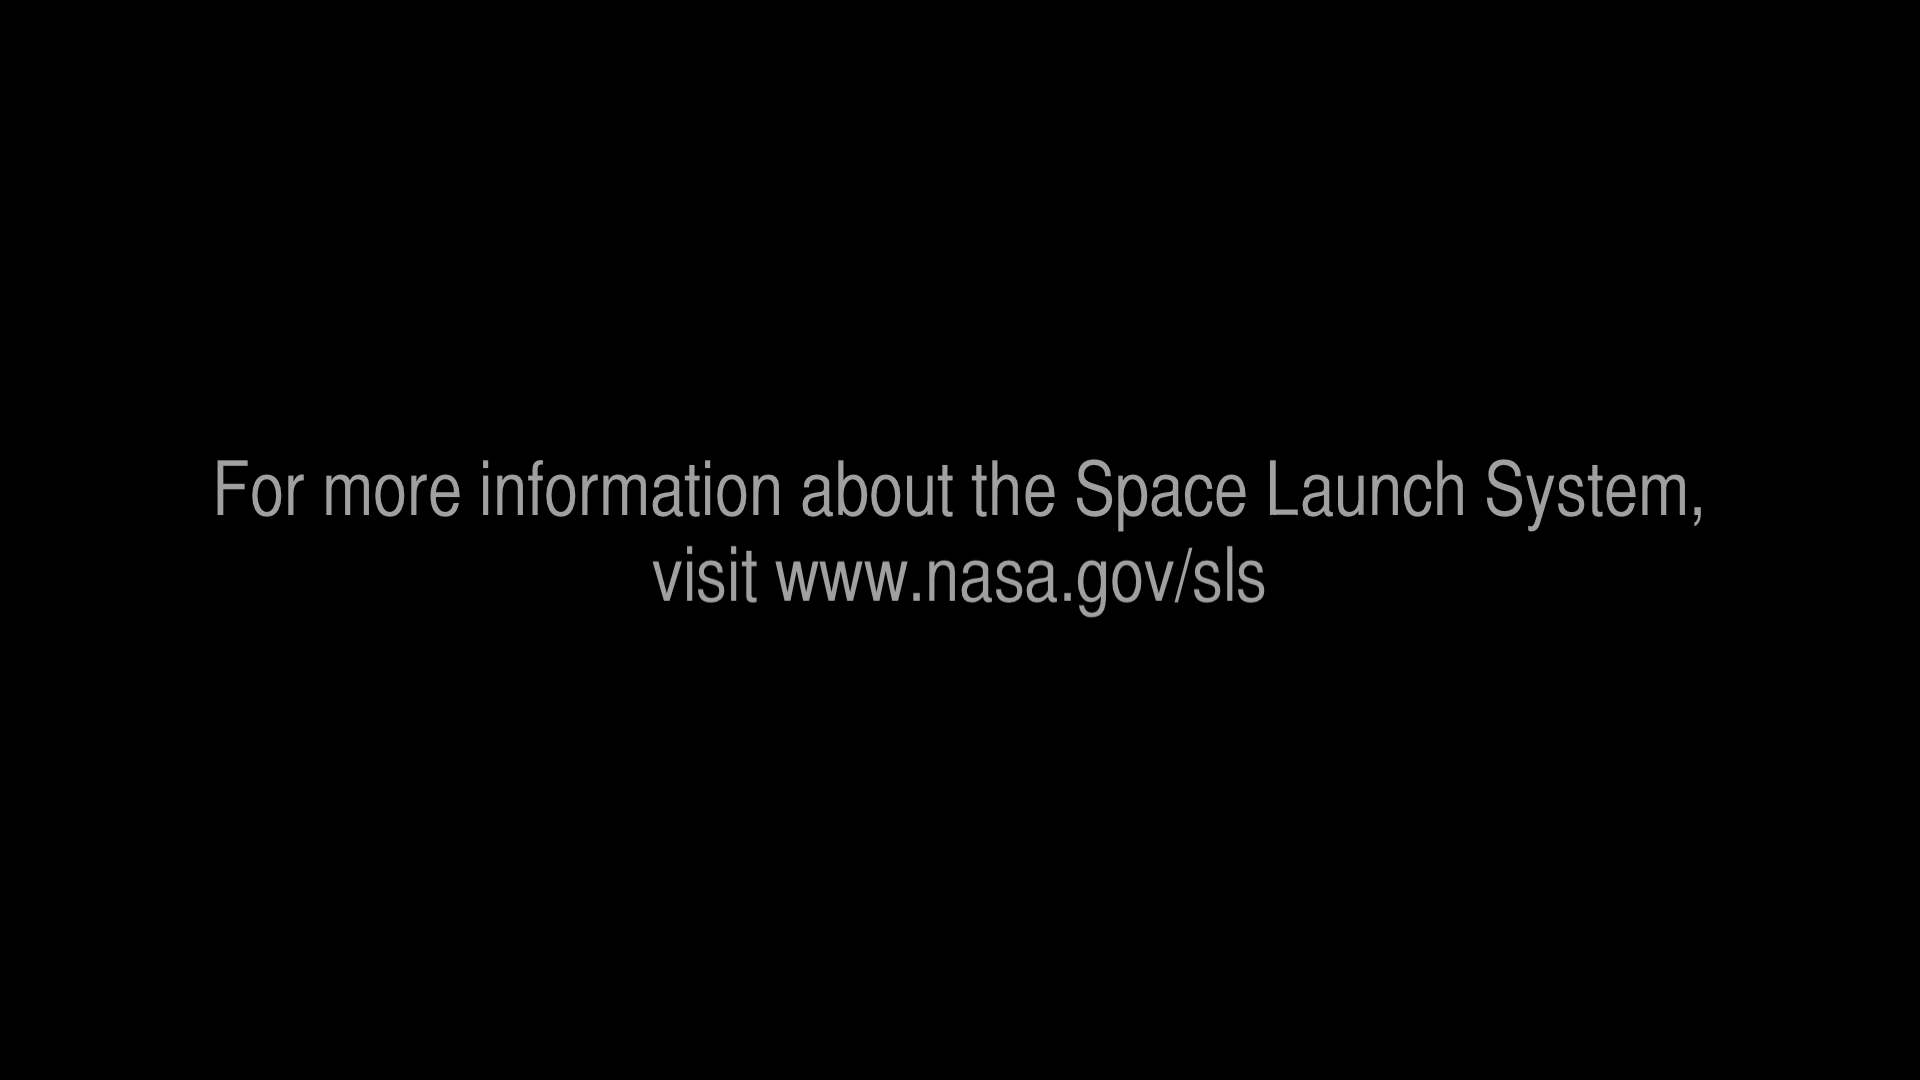 For more information about the Space Launch System,
visit www.nasa.gov/sls